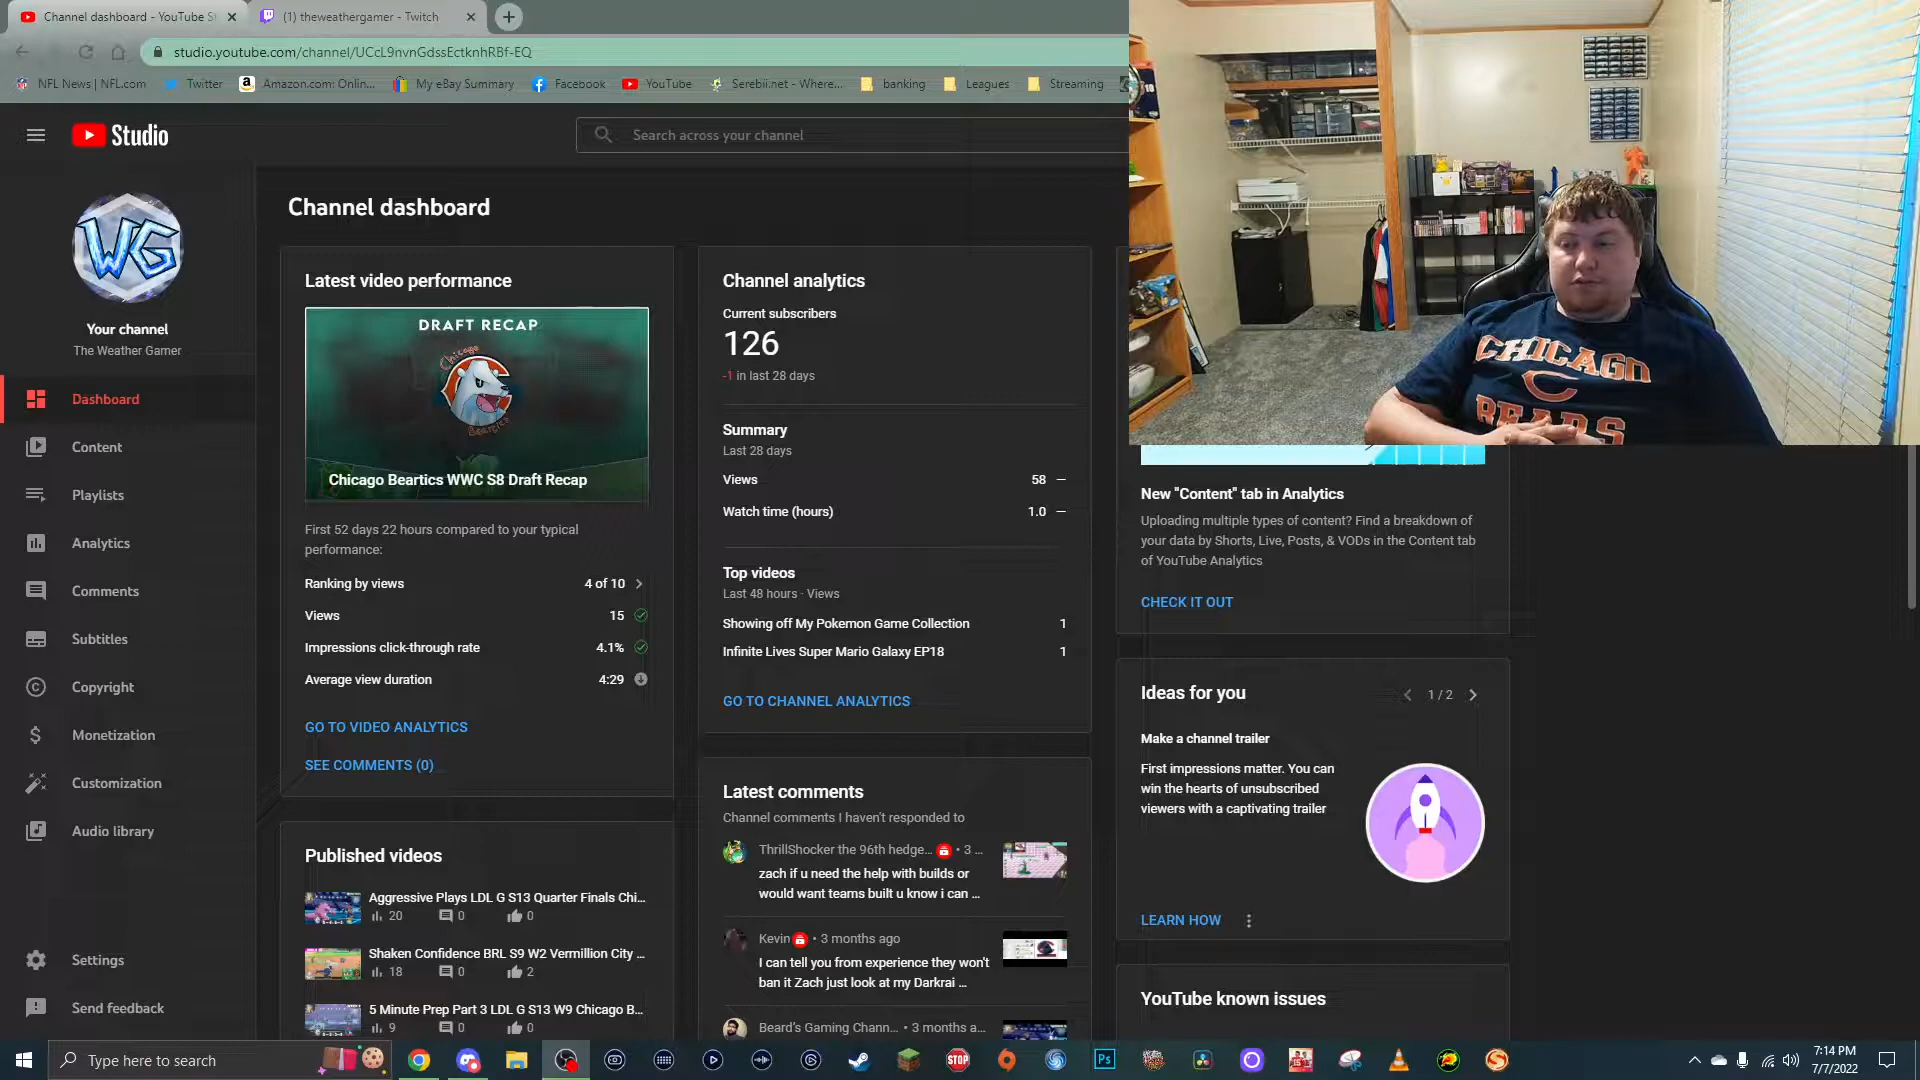 Channel dashboard - YouTube St
(1) theweathergamer - Twitch
studio.youtube.com/channel/UCcL9nvnGdssEctknhRBf-EQ
NFL News | NFL.com
Twitter
Amazon.com: Onlin...
My eBay Summary
Facebook
YouTube
Serebii.net - Where...
banking
Leagues
Streaming
Studio
Search across your channel
WG
Your channel
The Weather Gamer
Dashboard
Content
Playlists
Analytics
Comments
Subtitles
Copyright
Monetization
Customization
Audio library
Settings
Send feedback
Channel dashboard
Latest video performance
DRAFT RECAP
Chicago
Beartics
Chicago Beartics WWC S8 Draft Recap
First 52 days 22 hours compared to your typical
performance:
Ranking by views 4 of 10
Views 15
Impressions click-through rate 4.1%
Average view duration 4:29
GO TO VIDEO ANALYTICS
SEE COMMENTS (0)
Published videos
Aggressive Plays LDL G S13 Quarter Finals Chi...
20 0 0
Shaken Confidence BRL S9 W2 Vermillion City ...
18 0 2
5 Minute Prep Part 3 LDL G S13 W9 Chicago B...
9 0 0
Channel analytics
Current subscribers
126
-1 in last 28 days
Summary
Last 28 days
Views 58 —
Watch time (hours) 1.0 —
Top videos
Last 48 hours · Views
Showing off My Pokemon Game Collection 1
Infinite Lives Super Mario Galaxy EP18 1
GO TO CHANNEL ANALYTICS
Latest comments
Channel comments I haven't responded to
ThrillShocker the 96th hedge... • 3 ...
zach if u need the help with builds or
would want teams built u know i can ...
Kevin • 3 months ago
I can tell you from experience they won't
ban it Zach just look at my Darkrai ...
Beard's Gaming Chann... • 3 months a...
CHICAGO
C
BEARS
New "Content" tab in Analytics
Uploading multiple types of content? Find a breakdown of
your data by Shorts, Live, Posts, & VODs in the Content tab
of YouTube Analytics
CHECK IT OUT
Ideas for you
1 / 2
Make a channel trailer
First impressions matter. You can
win the hearts of unsubscribed
viewers with a captivating trailer
LEARN HOW
YouTube known issues
Type here to search
STOP
Ps
7:14 PM
7/7/2022